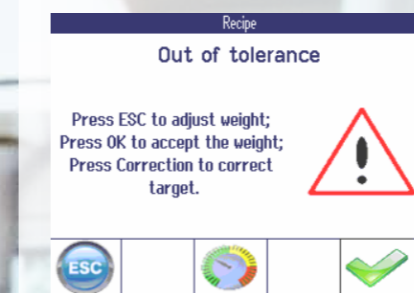 Recipe
Out of tolerance
Press ESC to adjust weight;
Press OK to accept the weight;
Press Correction to correct
target.
ESC